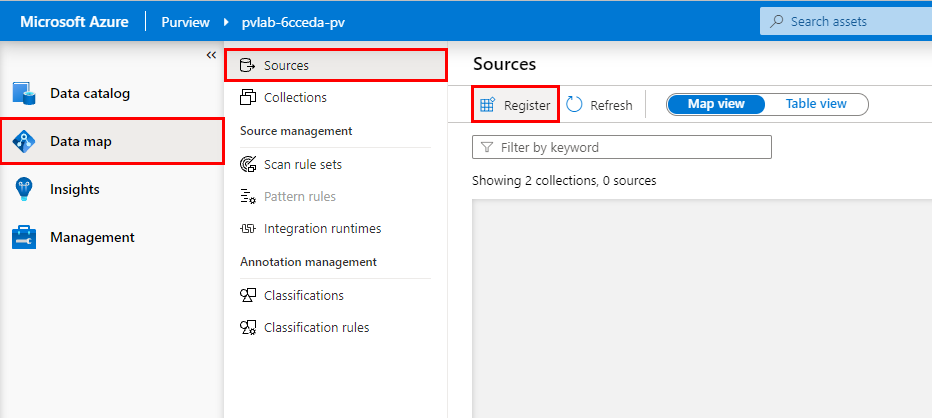 Microsoft Azure Purview pvlab-6cceda-pv Search assets
Data catalog
Data map
Insights
Management
Sources
Collections
Source management
Scan rule sets
Pattern rules
Integration runtimes
Annotation management
Classifications
Classification rules
Sources
Register Refresh Map view Table view
Filter by keyword
Showing 2 collections, 0 sources